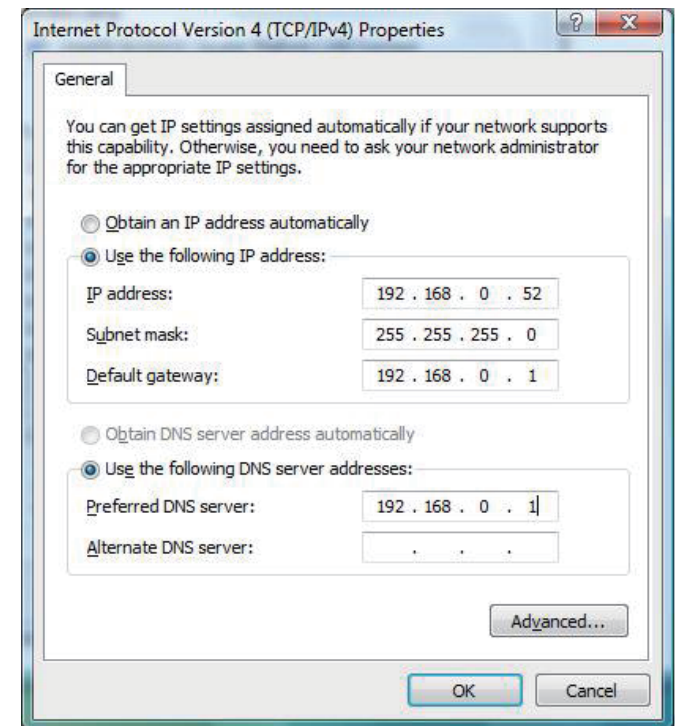 Internet Protocol Version 4 (TCP/IPv4) Properties
General
You can get IP settings assigned automatically if your network supports
this capability. Otherwise, you need to ask your network administrator
for the appropriate IP settings.
Obtain an IP address automatically
Use the following IP address:
IP address: 192 . 168 . 0 . 52
Subnet mask: 255 . 255 . 255 . 0
Default gateway: 192 . 168 . 0 . 1
Obtain DNS server address automatically
Use the following DNS server addresses:
Preferred DNS server: 192 . 168 . 0 . 1
Alternate DNS server: . . .
Advanced...
OK Cancel